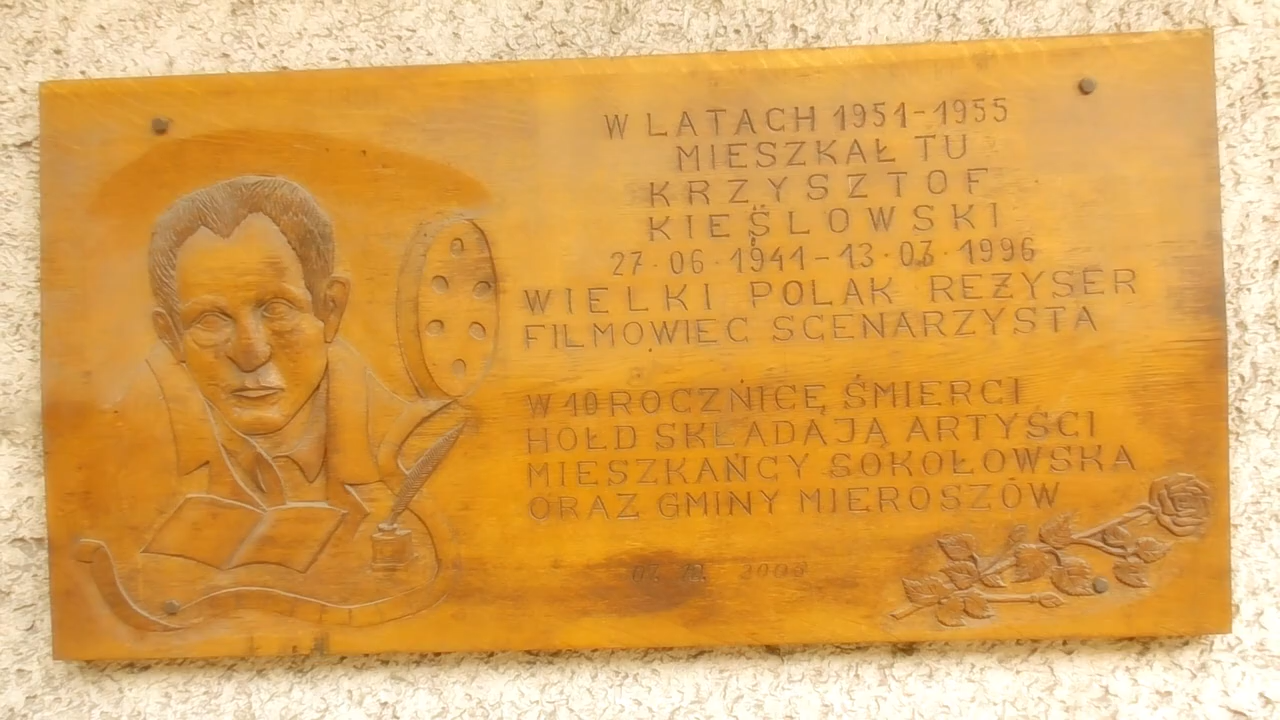 W LATACH 1951-1955
MIESZKAŁ TU
KRZYSZTOF
KIEŚLOWSKI
27·06·1941-13·03·1996
WIELKI POLAK REŻYSER
FILMOWIEC SCENARZYSTA
W 10 ROCZNICĘ ŚMIERCI
HOŁD SKŁADAJĄ ARTYŚCI
MIESZKAŃCY SOKOŁOWSKA
ORAZ GMINY MIEROSZÓW